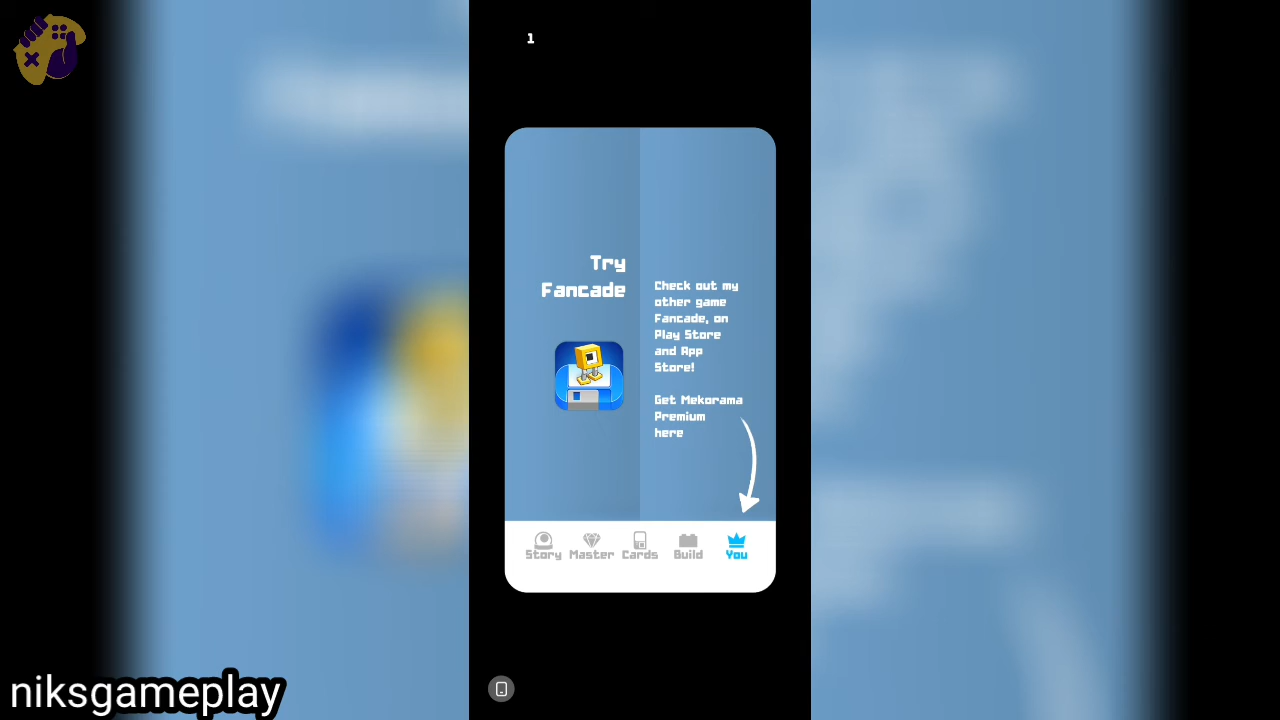 1
Try
Fancade
Check out my
other game
Fancade, on
Play Store
and App
Store!
Get Mekorama
Premium
here
Story Master Cards Build You
niksgameplay